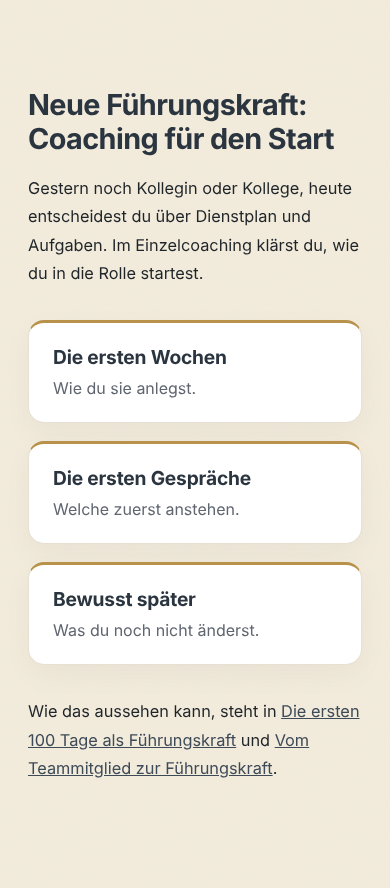 Neue Führungskraft:
Coaching für den Start
Gestern noch Kollegin oder Kollege, heute
entscheidest du über Dienstplan und
Aufgaben. Im Einzelcoaching klärst du, wie
du in die Rolle startest.
Die ersten Wochen
Wie du sie anlegst.
Die ersten Gespräche
Welche zuerst anstehen.
Bewusst später
Was du noch nicht änderst.
Wie das aussehen kann, steht in Die ersten
100 Tage als Führungskraft und Vom
Teammitglied zur Führungskraft.